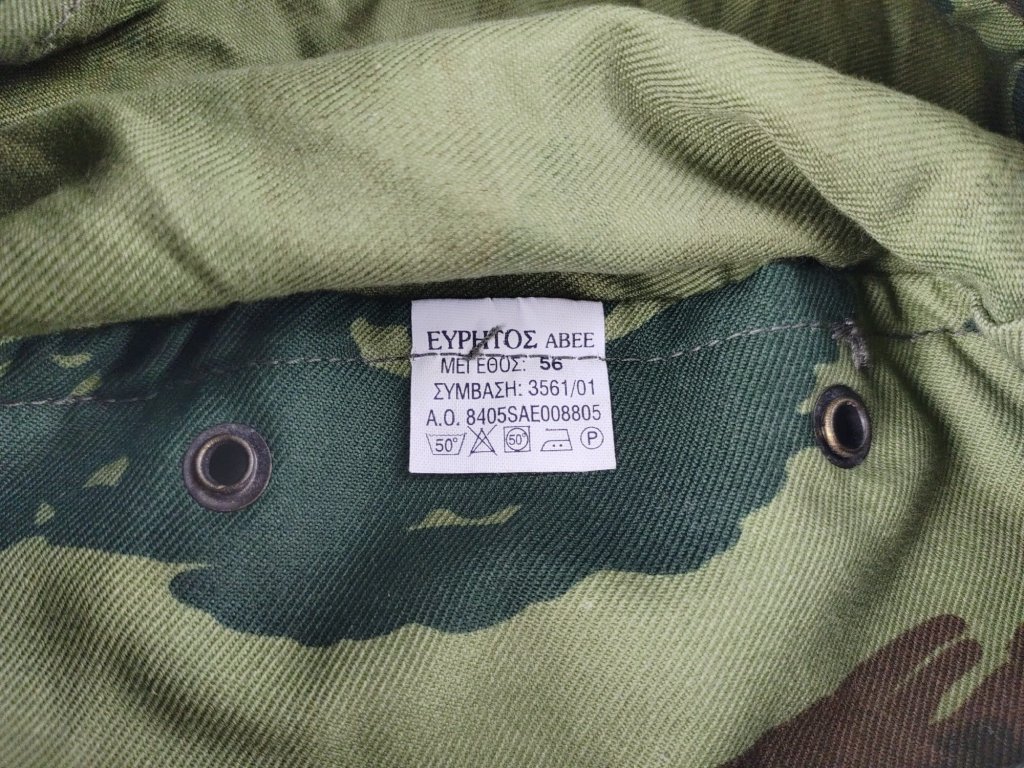 ΕΥΡΗΤΟΣ ΑΒΕΕ
ΜΕΓΕΘΟΣ: 56
ΣΥΜΒΑΣΗ: 3561/01
Α.Ο. 8405SAE008805
50° 50° P